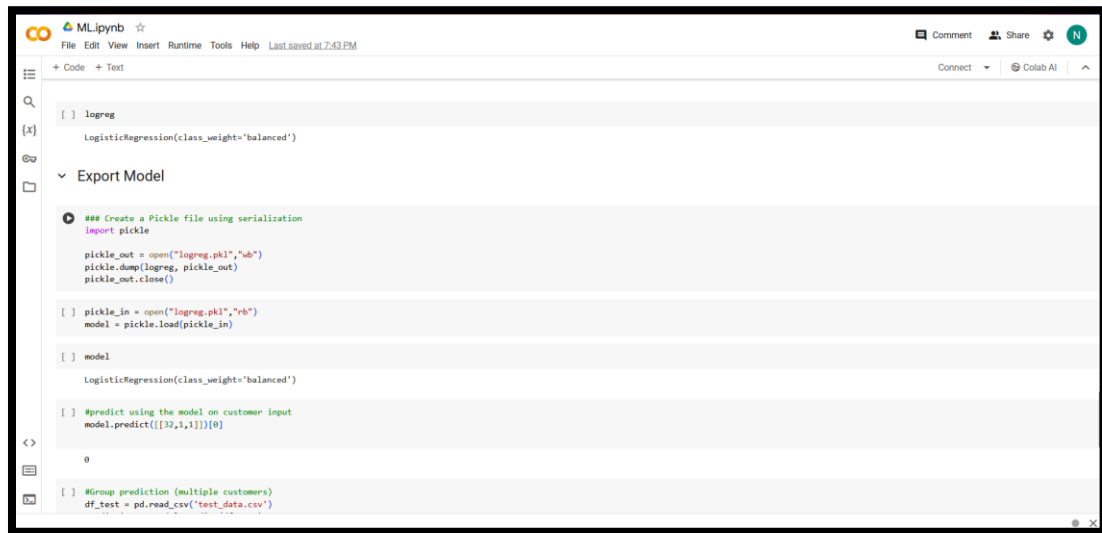 ML.ipynb
File Edit View Insert Runtime Tools Help Last saved at 7:43 PM
Comment Share N
+ Code + Text
Connect Colab AI
{x}
[ ] logreg
LogisticRegression(class_weight='balanced')
Export Model
### Create a Pickle file using serialization
import pickle
pickle_out = open("logreg.pkl","wb")
pickle.dump(logreg, pickle_out)
pickle_out.close()
[ ] pickle_in = open("logreg.pkl","rb")
model = pickle.load(pickle_in)
[ ] model
LogisticRegression(class_weight='balanced')
[ ] #predict using the model on customer input
model.predict([[32,1,1]])[0]
0
[ ] #Group prediction (multiple customers)
df_test = pd.read_csv('test_data.csv')